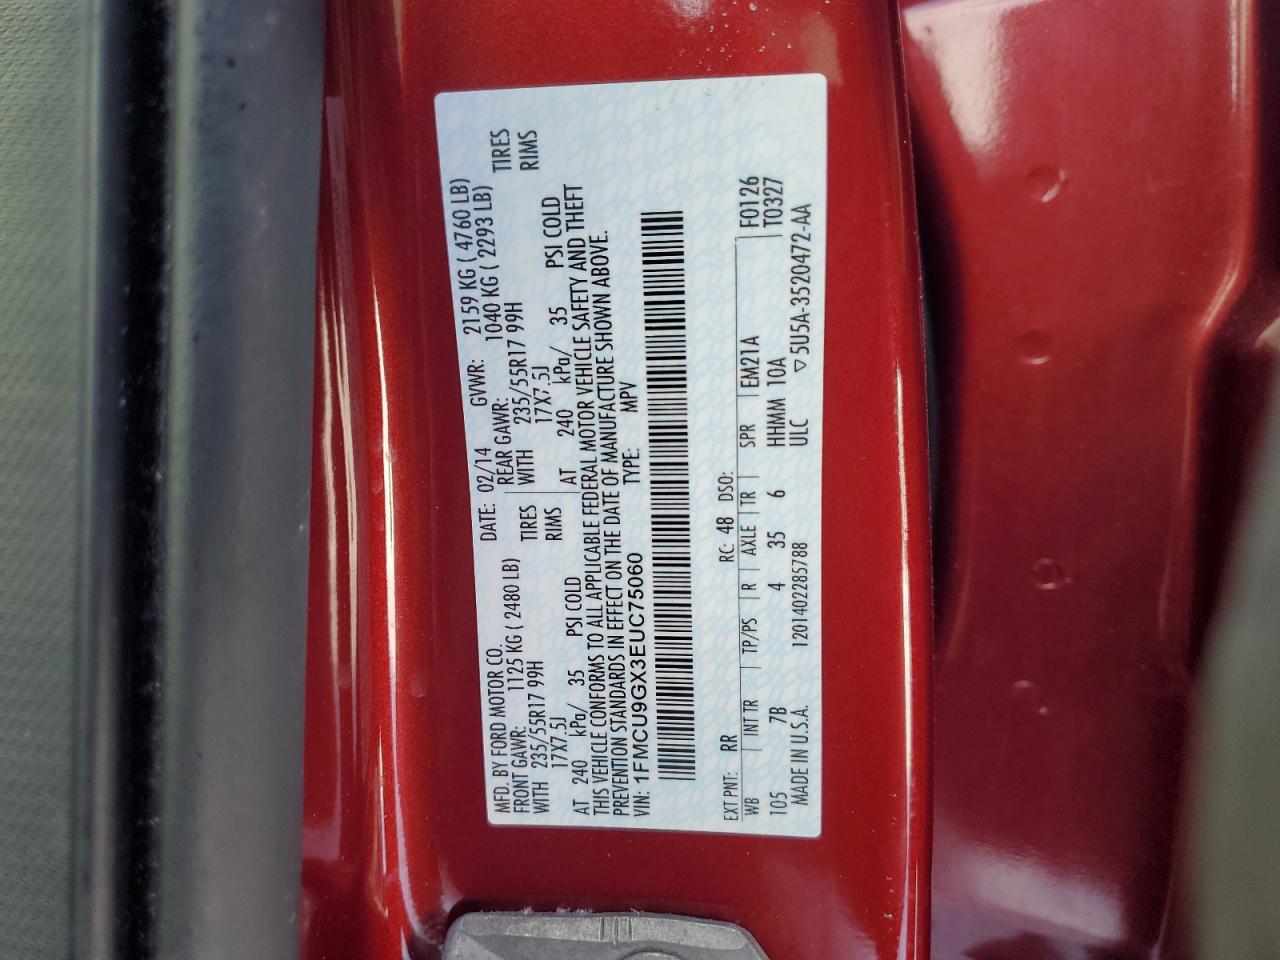 MFD. BY FORD MOTOR CO. DATE: 02/14 GVWR: 2159 KG ( 4760 LB)
FRONT GAWR: 1125 KG ( 2480 LB) REAR GAWR: 1040 KG ( 2293 LB)
WITH 235/55R17 99H TIRES WITH 235/55R17 99H TIRES
17X7.5J RIMS 17X7.5J RIMS
AT 240 kPa/ 35 PSI COLD AT 240 kPa/ 35 PSI COLD
THIS VEHICLE CONFORMS TO ALL APPLICABLE FEDERAL MOTOR VEHICLE SAFETY AND THEFT
PREVENTION STANDARDS IN EFFECT ON THE DATE OF MANUFACTURE SHOWN ABOVE.
VIN: 1FMCU9GX3EUC75060 TYPE: MPV
EXT PNT: RR RC: 48 DSO: F0126
WB INT TR TP/PS R AXLE TR SPR EM21A T0327
105 7B 4 35 6 HHMM 10A
MADE IN U.S.A. 1201402285788 ULC ▽5U5A-3520472-AA